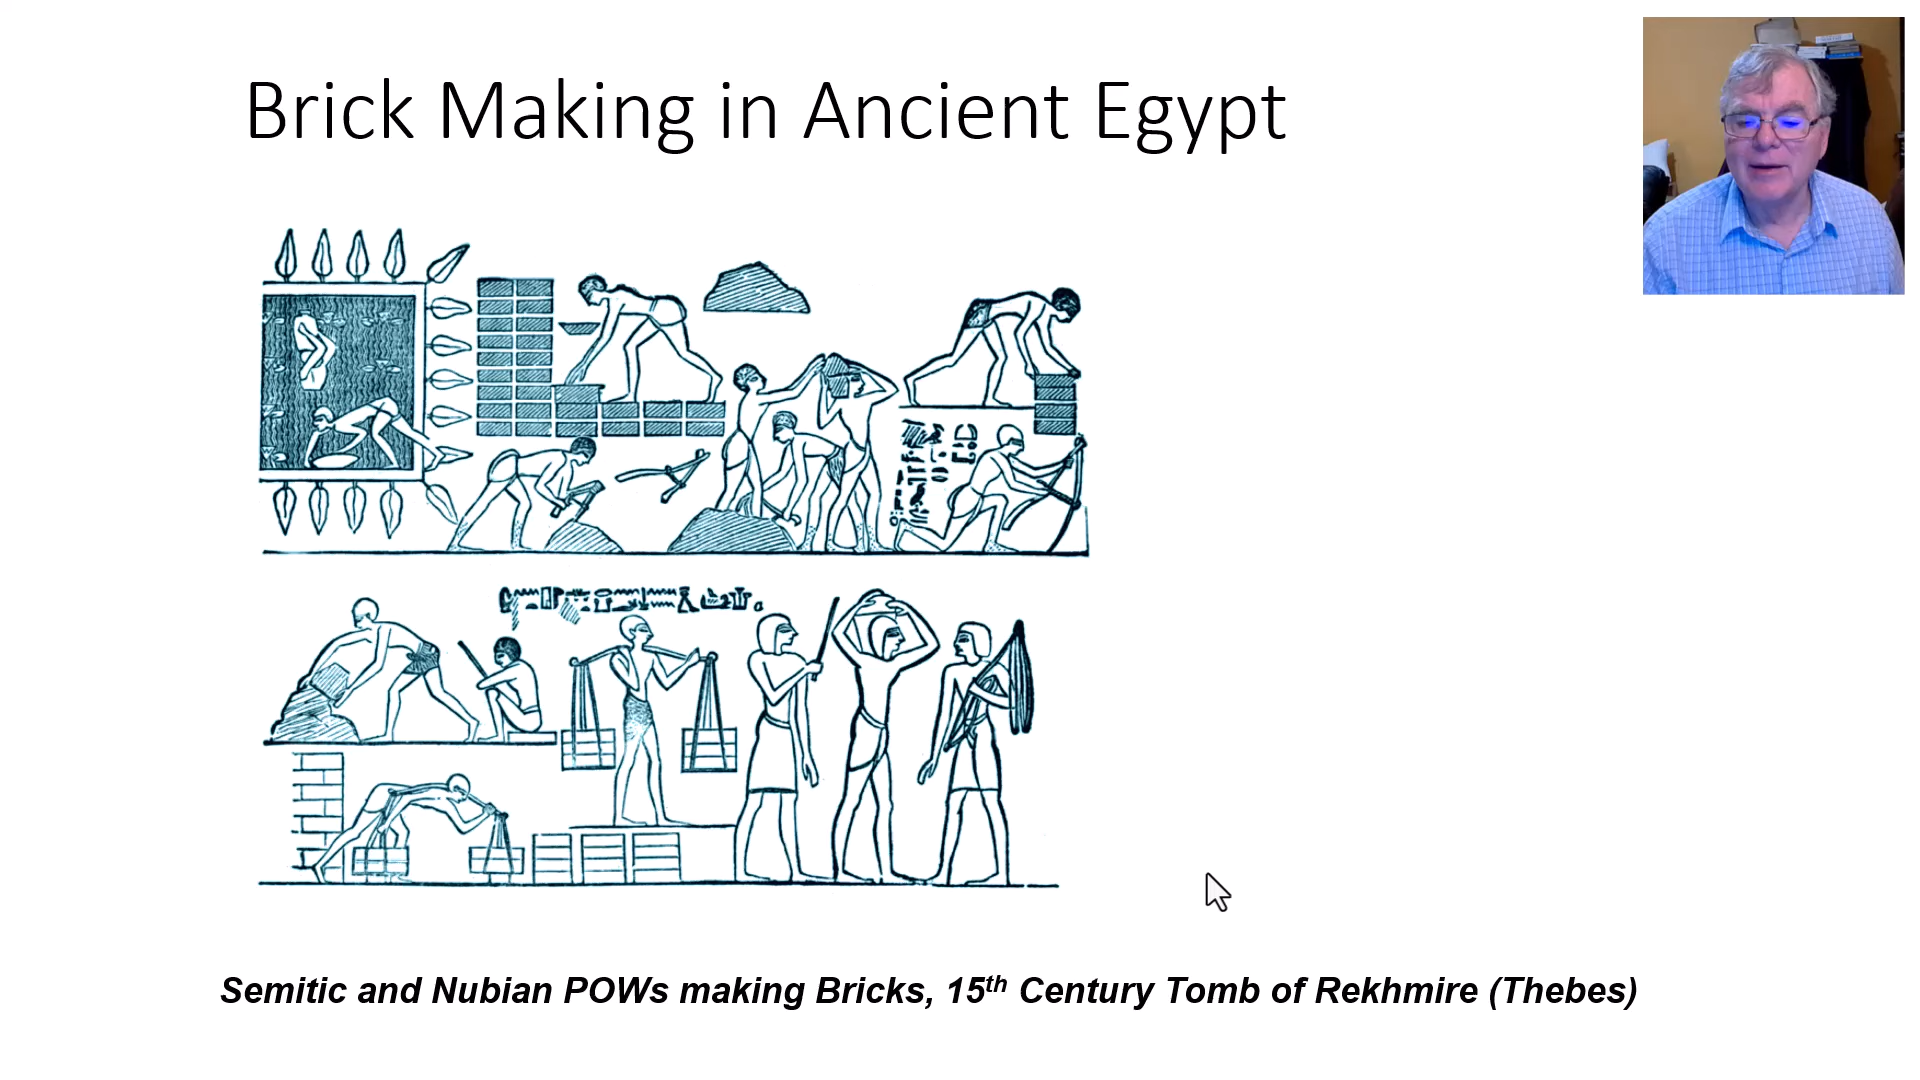 Brick Making in Ancient Egypt
Semitic and Nubian POWs making Bricks, 15th Century Tomb of Rekhmire (Thebes)